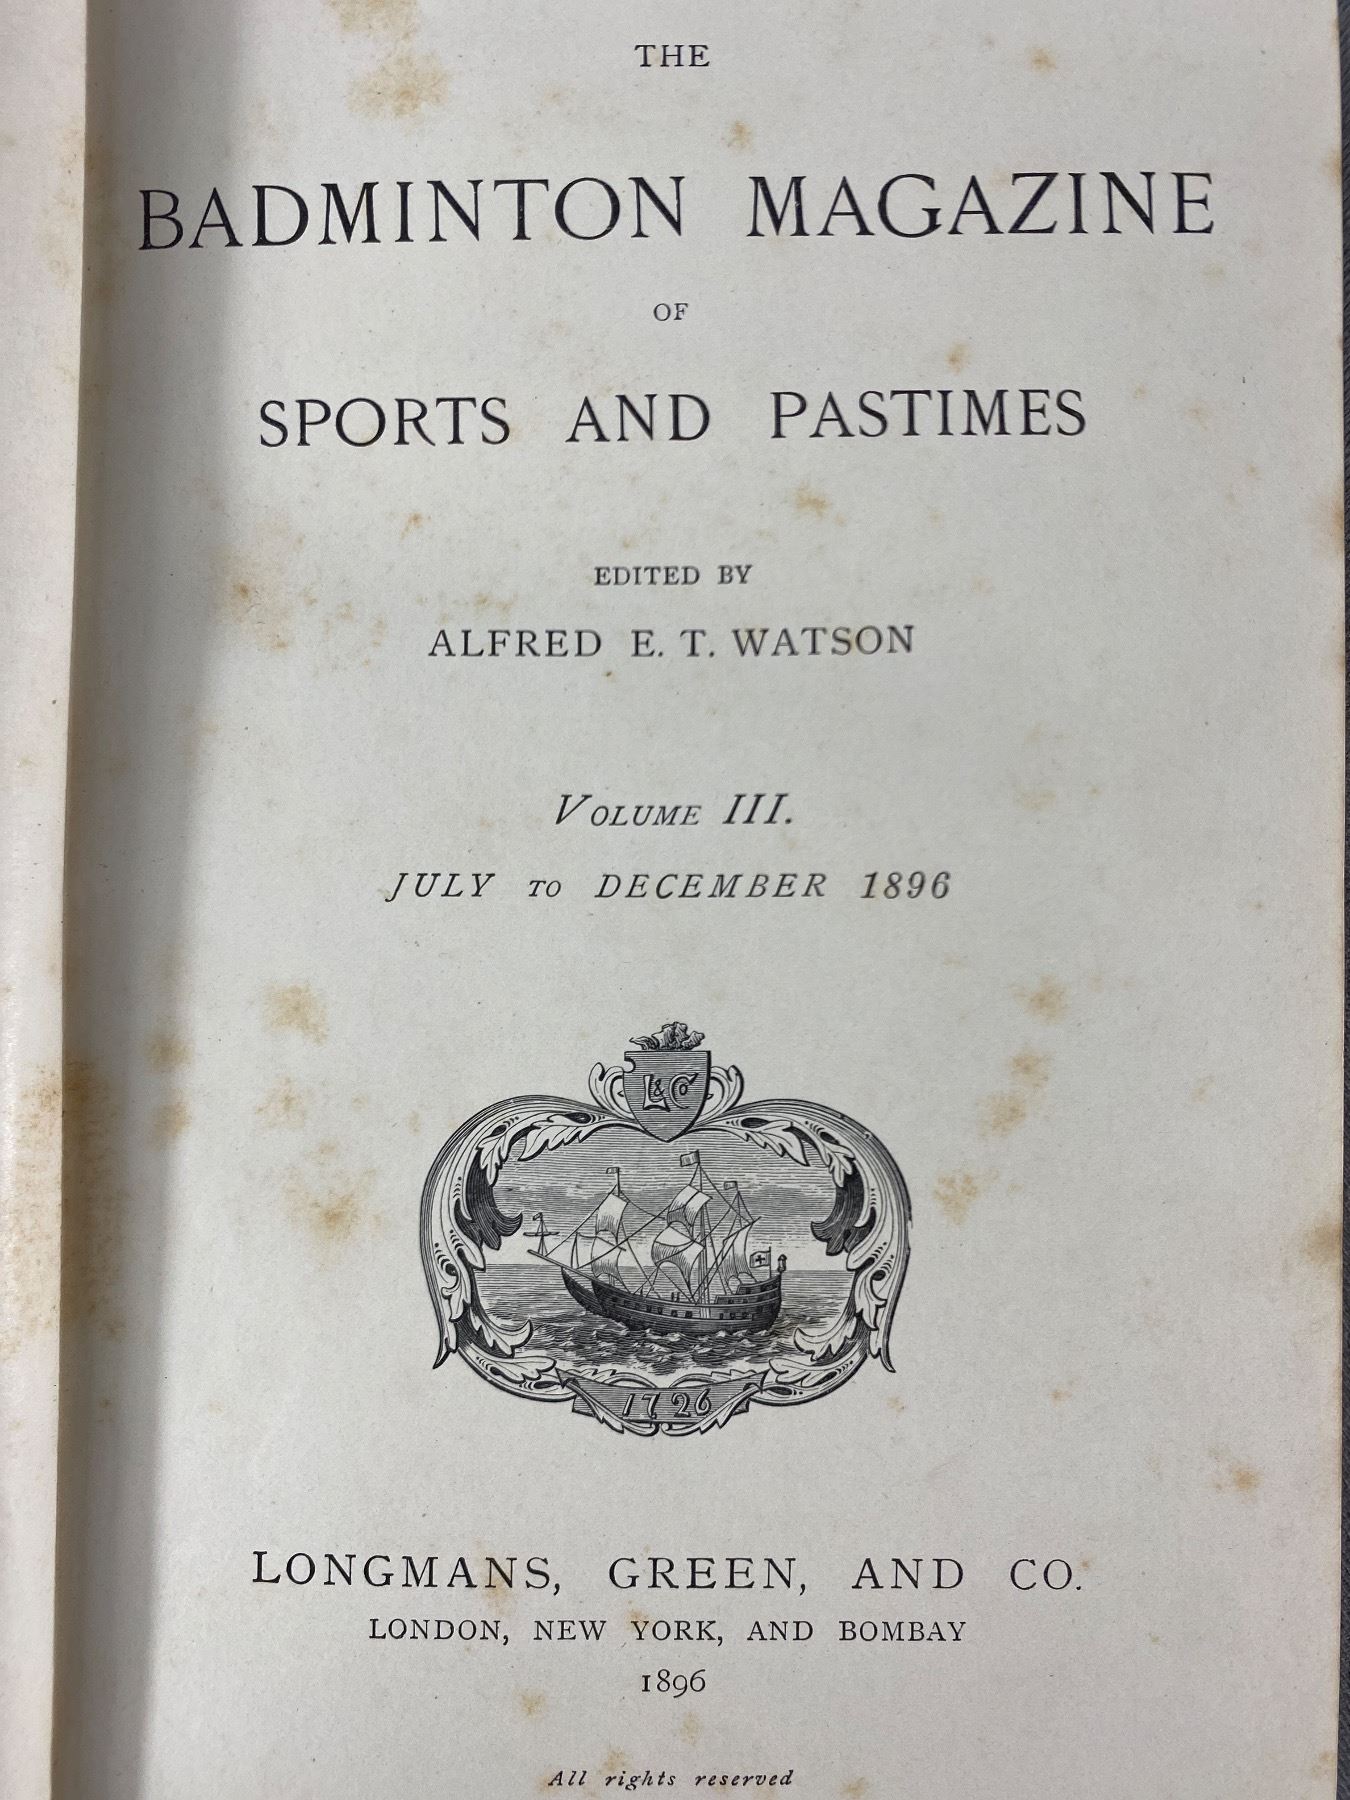 THE
BADMINTON MAGAZINE
OF
SPORTS AND PASTIMES
EDITED BY
ALFRED E. T. WATSON
VOLUME III.
JULY TO DECEMBER 1896
L & Co
1726
LONGMANS, GREEN, AND CO.
LONDON, NEW YORK, AND BOMBAY
1896
All rights reserved